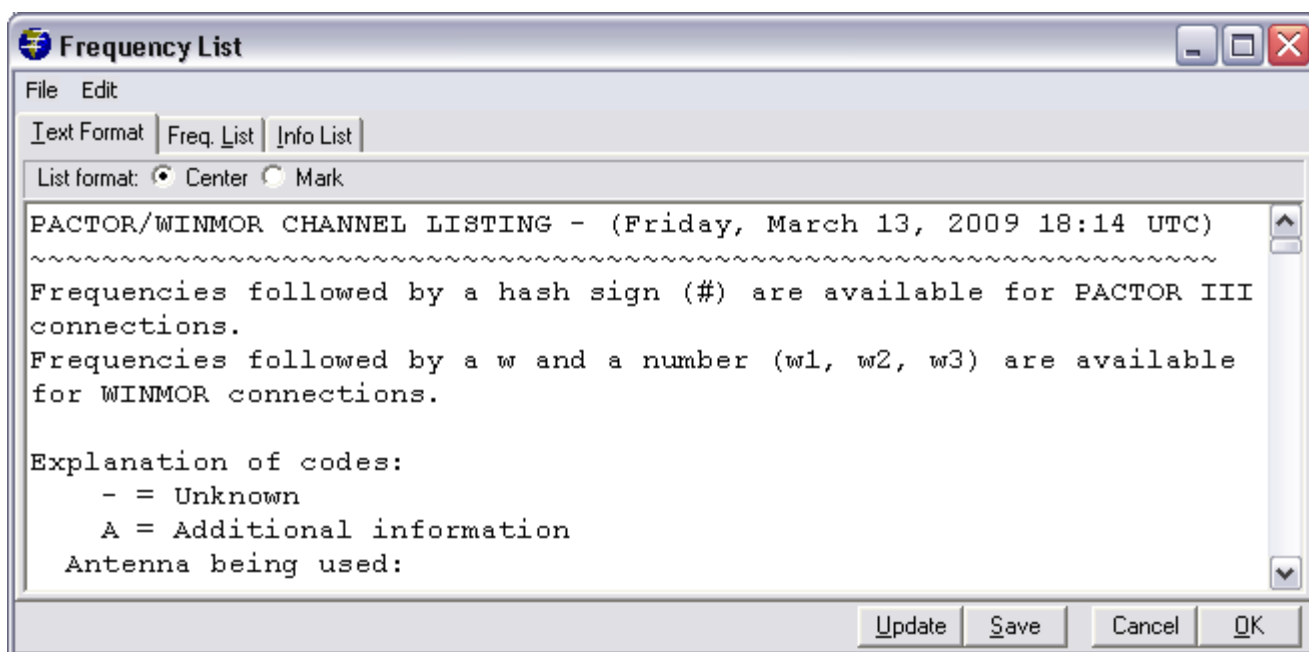 Frequency List
File Edit
Text Format Freq. List Info List
List format: Center Mark
PACTOR/WINMOR CHANNEL LISTING - (Friday, March 13, 2009 18:14 UTC)
~~~~~~~~~~~~~~~~~~~~~~~~~~~~~~~~~~~~~~~~~~~~~~~~~~~~~~~~~~~~~~~~~~
Frequencies followed by a hash sign (#) are available for PACTOR III
connections.
Frequencies followed by a w and a number (w1, w2, w3) are available
for WINMOR connections.
Explanation of codes:
- = Unknown
A = Additional information
Antenna being used:
Update Save Cancel OK